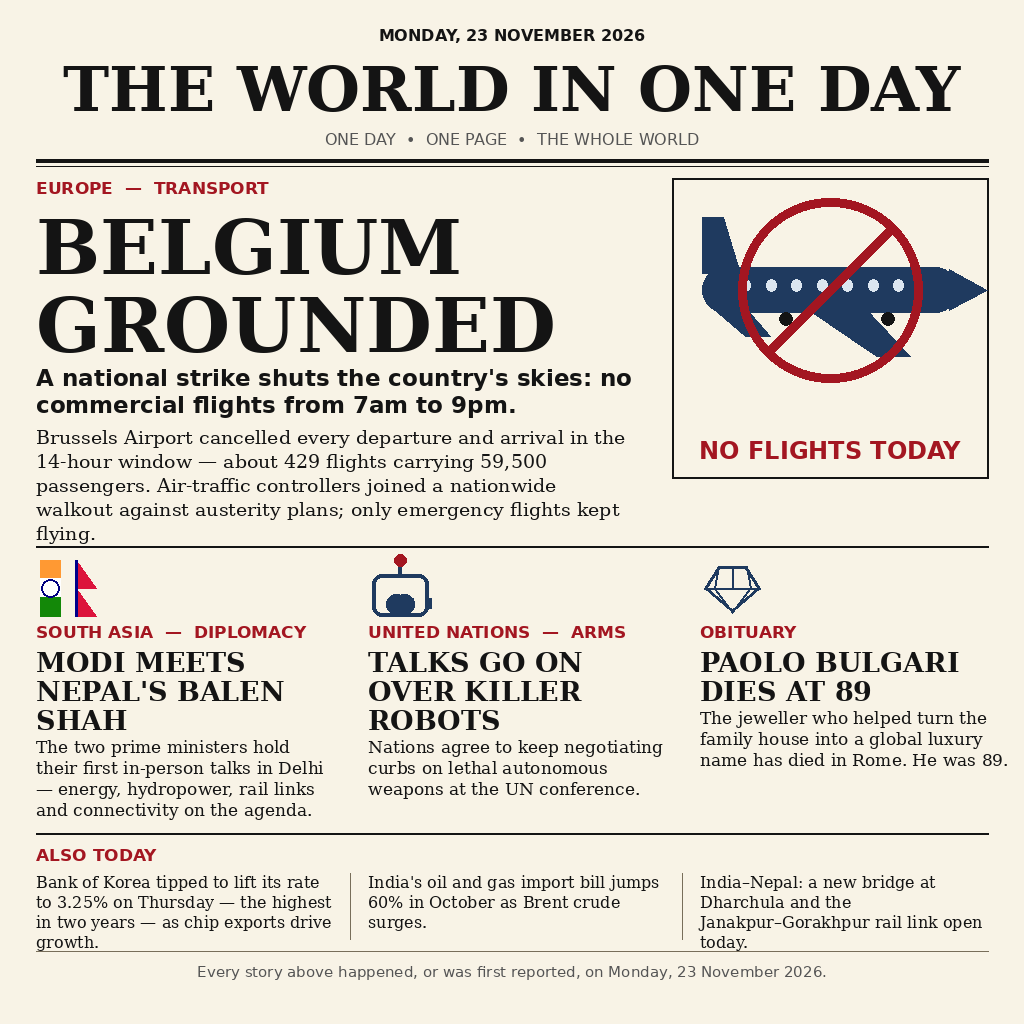 MONDAY, 23 NOVEMBER 2026
THE WORLD IN ONE DAY
ONE DAY • ONE PAGE • THE WHOLE WORLD
EUROPE — TRANSPORT
BELGIUM
GROUNDED
A national strike shuts the country's skies: no
commercial flights from 7am to 9pm.
Brussels Airport cancelled every departure and arrival in the
14-hour window — about 429 flights carrying 59,500
passengers. Air-traffic controllers joined a nationwide
walkout against austerity plans; only emergency flights kept
flying.
NO FLIGHTS TODAY
SOUTH ASIA — DIPLOMACY
MODI MEETS
NEPAL'S BALEN
SHAH
The two prime ministers hold
their first in-person talks in Delhi
— energy, hydropower, rail links
and connectivity on the agenda.
UNITED NATIONS — ARMS
TALKS GO ON
OVER KILLER
ROBOTS
Nations agree to keep negotiating
curbs on lethal autonomous
weapons at the UN conference.
OBITUARY
PAOLO BULGARI
DIES AT 89
The jeweller who helped turn the
family house into a global luxury
name has died in Rome. He was 89.
ALSO TODAY
Bank of Korea tipped to lift its rate
to 3.25% on Thursday — the highest
in two years — as chip exports drive
growth.
India's oil and gas import bill jumps
60% in October as Brent crude
surges.
India–Nepal: a new bridge at
Dharchula and the
Janakpur–Gorakhpur rail link open
today.
Every story above happened, or was first reported, on Monday, 23 November 2026.